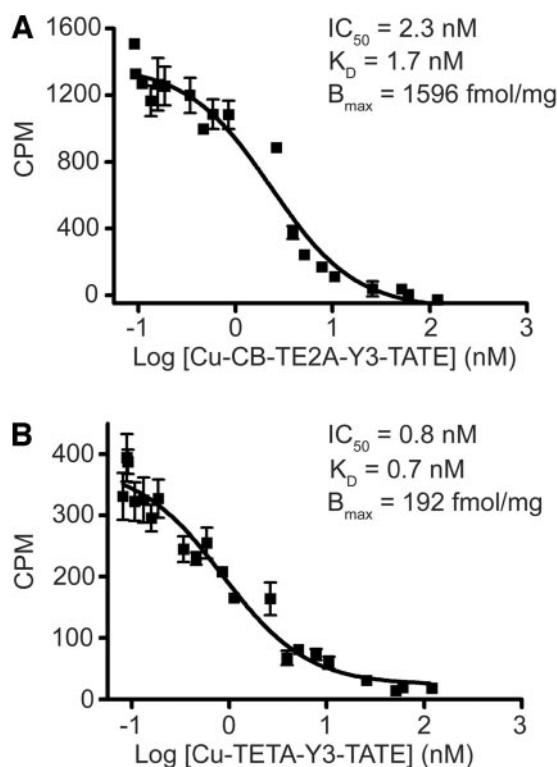 A
IC50 = 2.3 nM
KD = 1.7 nM
Bmax = 1596 fmol/mg
CPM
1600
1200
800
400
0
-1 0 1 2 3
Log [Cu-CB-TE2A-Y3-TATE] (nM)
B
IC50 = 0.8 nM
KD = 0.7 nM
Bmax = 192 fmol/mg
CPM
400
300
200
100
0
-1 0 1 2 3
Log [Cu-TETA-Y3-TATE] (nM)